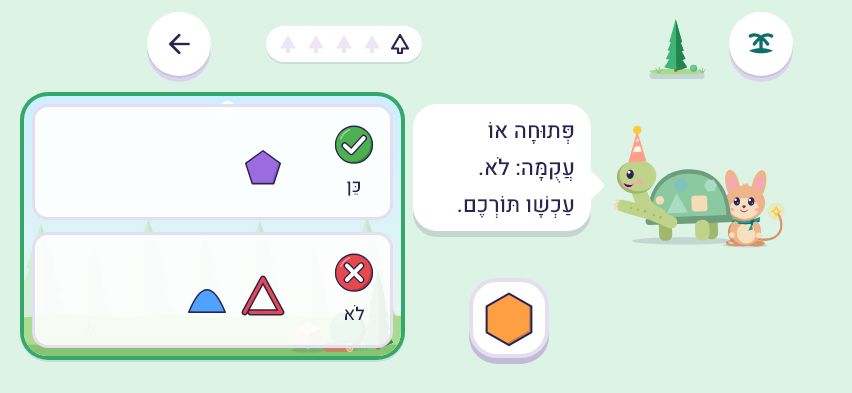 פְּתוּחָה אוֹ
עֲקֻמָּה: לֹא.
עַכְשָׁו תּוֹרְכֶם.
כֵּן
לֹא